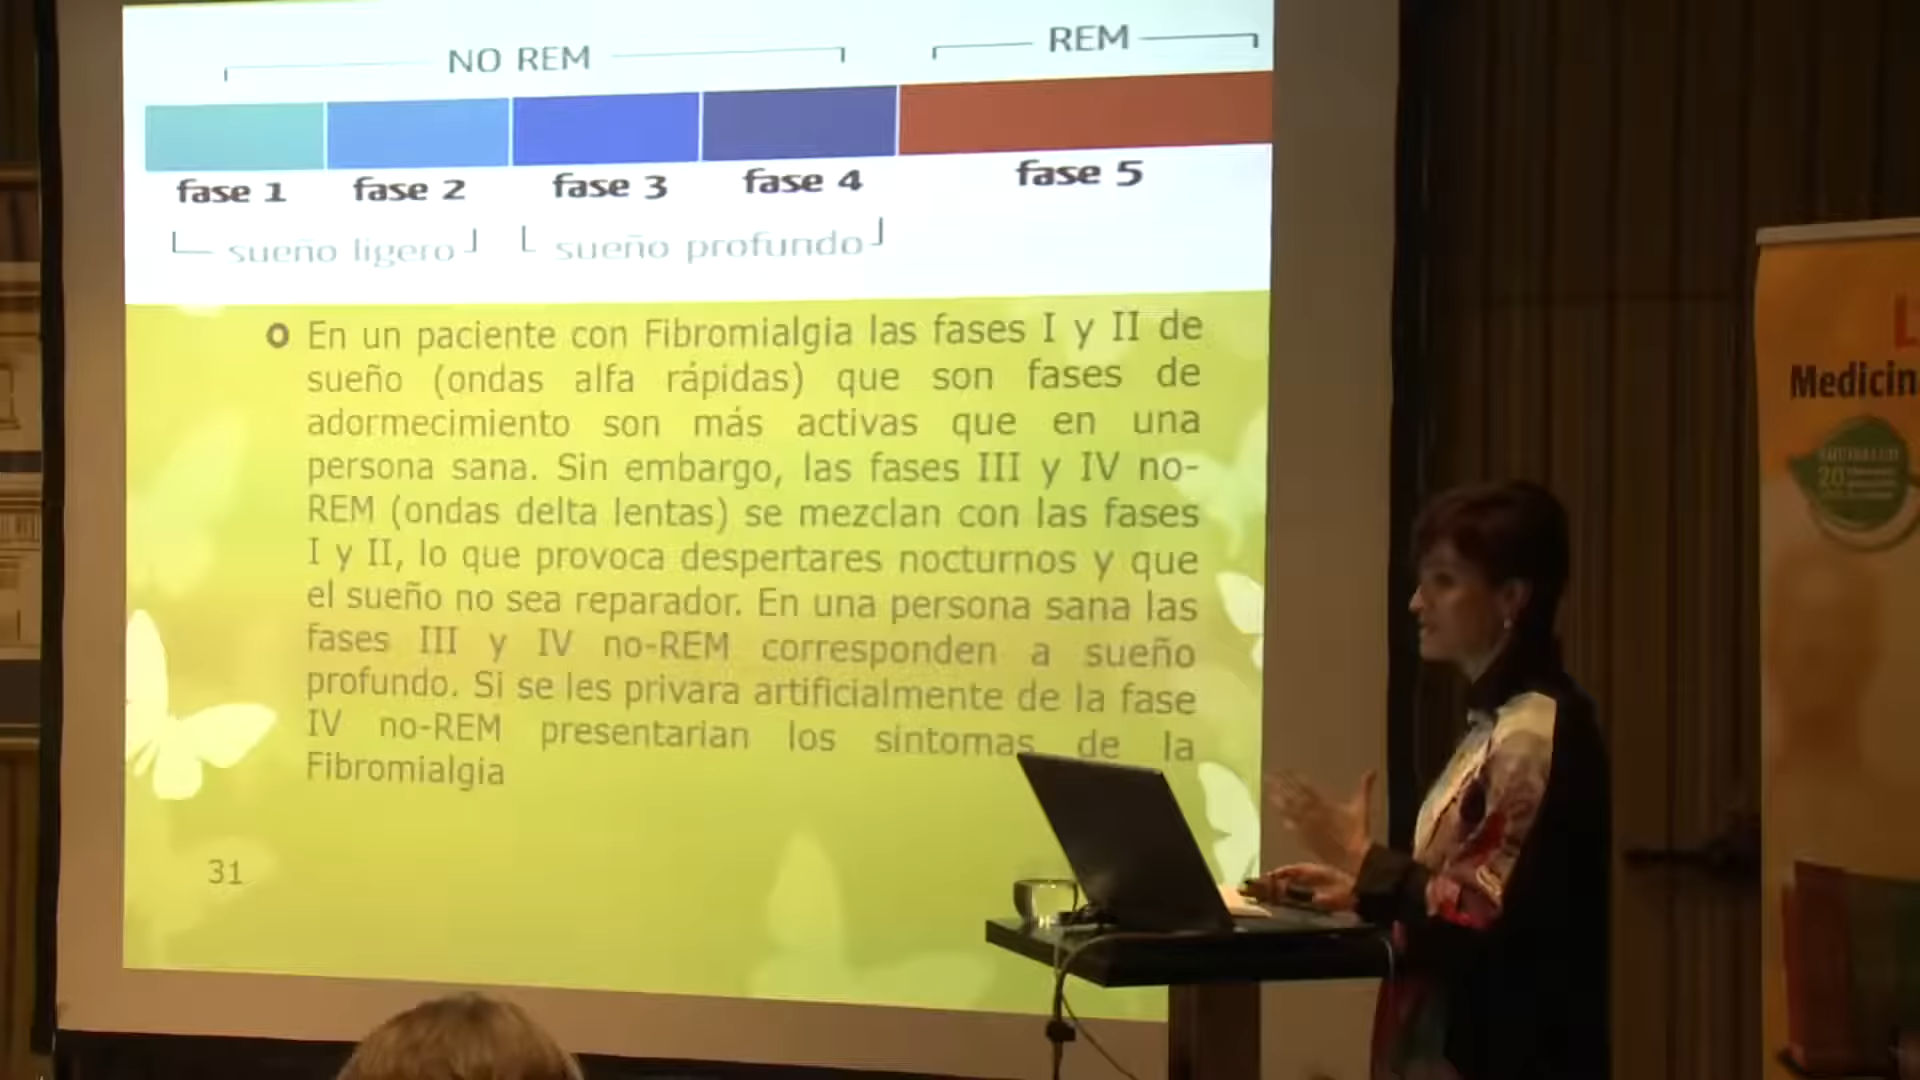 NO REM
REM
fase 1
fase 2
fase 3
fase 4
fase 5
sueño ligero
sueño profundo
En un paciente con Fibromialgia las fases I y II de
sueño (ondas alfa rápidas) que son fases de
adormecimiento son más activas que en una
persona sana. Sin embargo, las fases III y IV no-
REM (ondas delta lentas) se mezclan con las fases
I y II, lo que provoca despertares nocturnos y que
el sueño no sea reparador. En una persona sana las
fases III y IV no-REM corresponden a sueño
profundo. Si se les privara artificialmente de la fase
IV no-REM presentarian los sintomas de la
Fibromialgia
31
Medicin
20